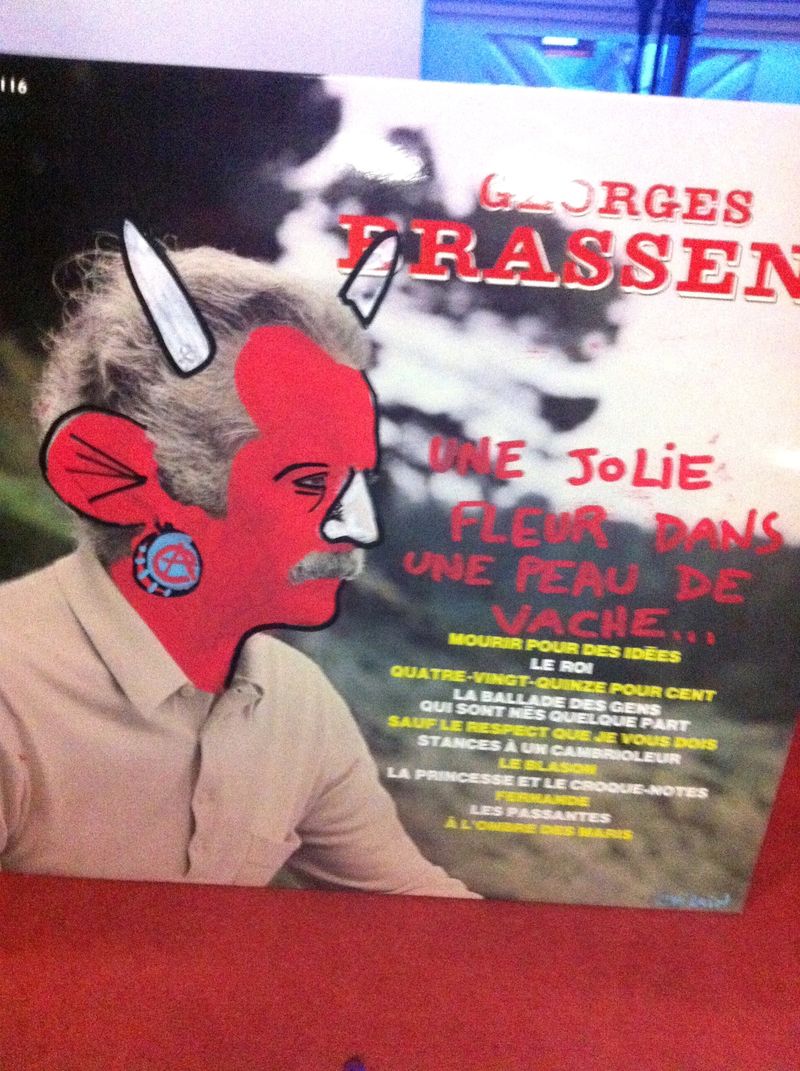 116
GEORGES
BRASSEN
UNE JOLIE
FLEUR DANS
UNE PEAU DE
VACHE...
MOURIR POUR DES IDÉES
LE ROI
QUATRE-VINGT-QUINZE POUR CENT
LA BALLADE DES GENS
QUI SONT NÉS QUELQUE PART
SAUF LE RESPECT QUE JE VOUS DOIS
STANCES À UN CAMBRIOLEUR
LE BLASON
LA PRINCESSE ET LE CROQUE-NOTES
FERNANDE
LES PASSANTES
À L'OMBRE DES MARIS